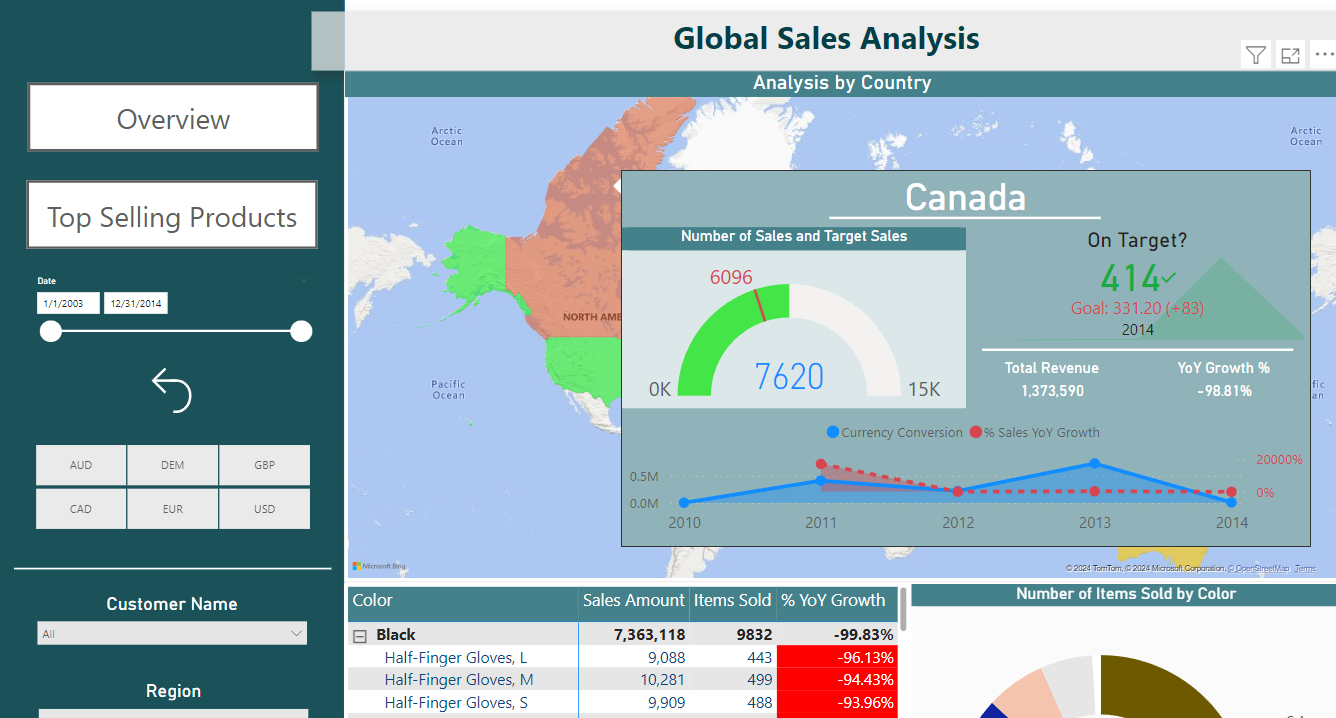 Global Sales Analysis
Overview
Top Selling Products
Date
1/1/2003 12/31/2014
AUD DEM GBP
CAD EUR USD
Customer Name
All
Region
Analysis by Country
Arctic
Ocean
Arctic
Ocean
NORTH AME
Pacific
Ocean
an
Microsoft Bing
© 2024 TomTom, © 2024 Microsoft Corporation, © OpenStreetMap Terms
Canada
Number of Sales and Target Sales
6096
7620
0K
15K
On Target?
414
Goal: 331.20 (+83)
2014
Total Revenue YoY Growth %
1,373,590 -98.81%
Currency Conversion % Sales YoY Growth
0.5M
0.0M
20000%
0%
2010 2011 2012 2013 2014
Color Sales Amount Items Sold % YoY Growth
Black 7,363,118 9832 -99.83%
Half-Finger Gloves, L 9,088 443 -96.13%
Half-Finger Gloves, M 10,281 499 -94.43%
Half-Finger Gloves, S 9,909 488 -93.96%
Number of Items Sold by Color